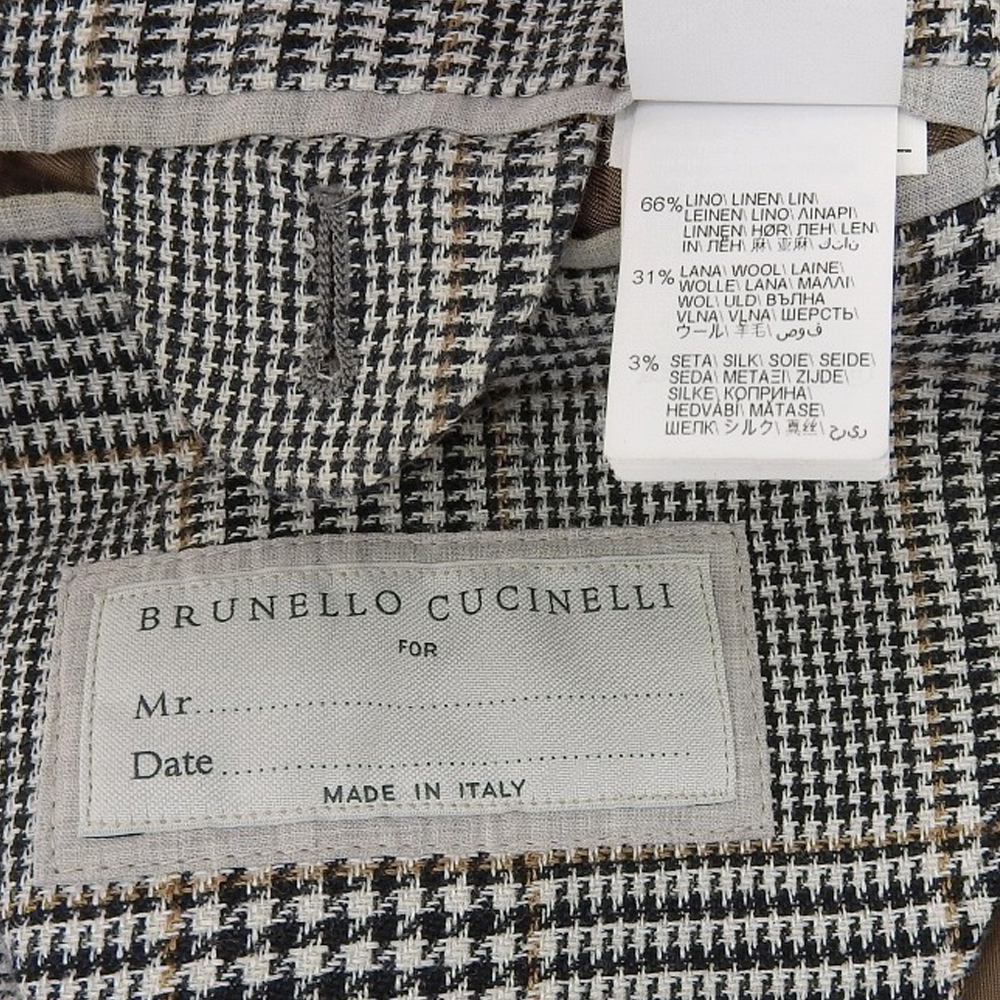 66% LINO\ LINEN\ LIN\
LEINEN\ LINO\ ΛΙΝΑΡΙ\
LINNEN\ HØR\ ЛЕН\ LEN\
IN\ ЛЁН\ 麻\ 亚麻\ كتان
31% LANA\ WOOL\ LAINE\
WOLLE\ LANA\ ΜΑΛΛΙ\
WOL\ ULD\ ВЪЛНА
VLNA\ VLNA\ ШЕРСТЬ\
ウール\ 羊毛\ صوف
3% SETA\ SILK\ SOIE\ SEIDE\
SEDA\ ΜΕΤΑΞΙ\ ZIJDE\
SILKE\ КОПРИНА\
HEDVÁBÍ\ MĂTASE\
ШЕЛК\ シルク\ 真丝\ حرير
BRUNELLO CUCINELLI
FOR
Mr.......................................................
Date.....................................................
MADE IN ITALY